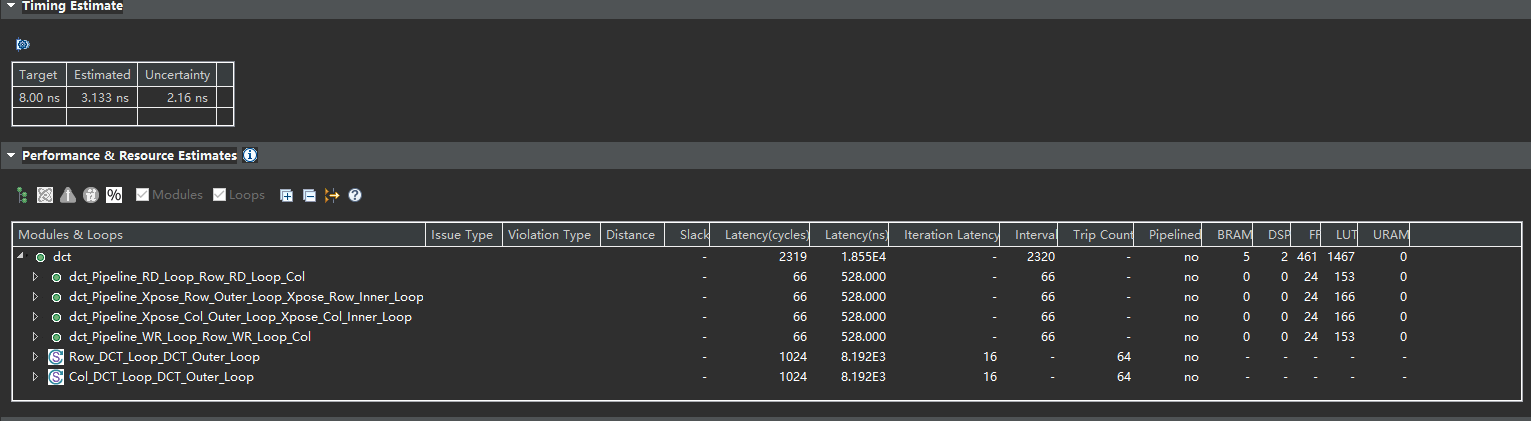 Timing Estimate
Target Estimated Uncertainty
8.00 ns 3.133 ns 2.16 ns
Performance & Resource Estimates
% Modules Loops
Modules & Loops Issue Type Violation Type Distance Slack Latency(cycles) Latency(ns) Iteration Latency Interval Trip Count Pipelined BRAM DSP FF LUT URAM
dct - 2319 1.855E4 - 2320 - no 5 2 461 1467 0
dct_Pipeline_RD_Loop_Row_RD_Loop_Col - 66 528.000 - 66 - no 0 0 24 153 0
dct_Pipeline_Xpose_Row_Outer_Loop_Xpose_Row_Inner_Loop - 66 528.000 - 66 - no 0 0 24 166 0
dct_Pipeline_Xpose_Col_Outer_Loop_Xpose_Col_Inner_Loop - 66 528.000 - 66 - no 0 0 24 166 0
dct_Pipeline_WR_Loop_Row_WR_Loop_Col - 66 528.000 - 66 - no 0 0 24 153 0
Row_DCT_Loop_DCT_Outer_Loop - 1024 8.192E3 16 - 64 no - - - - -
Col_DCT_Loop_DCT_Outer_Loop - 1024 8.192E3 16 - 64 no - - - - -